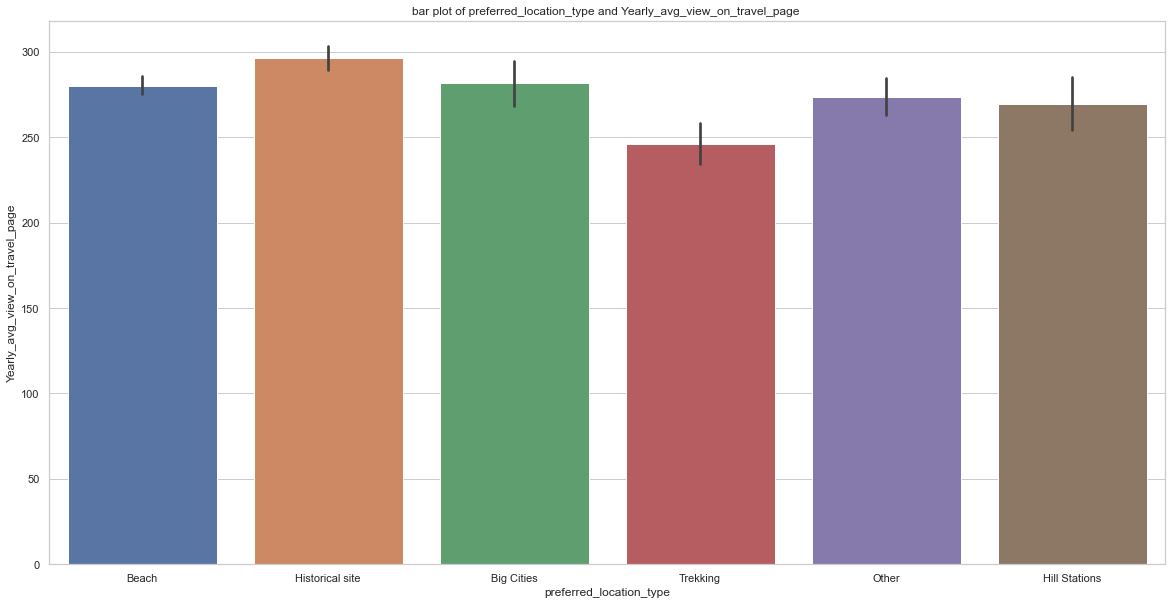 bar plot of preferred_location_type and Yearly_avg_view_on_travel_page
Yearly_avg_view_on_travel_page
300
250
200
150
100
50
0
Beach Historical site Big Cities Trekking Other Hill Stations
preferred_location_type